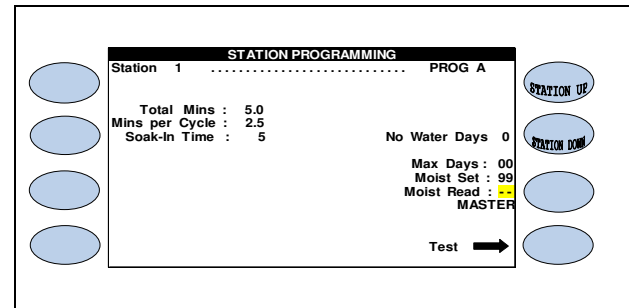 STATION PROGRAMMING
Station 1 ............................ PROG A
STATION UP
Total Mins : 5.0
Mins per Cycle : 2.5
Soak-In Time : 5 No Water Days 0
STATION DOWN
Max Days : 00
Moist Set : 99
Moist Read : --
MASTER
Test